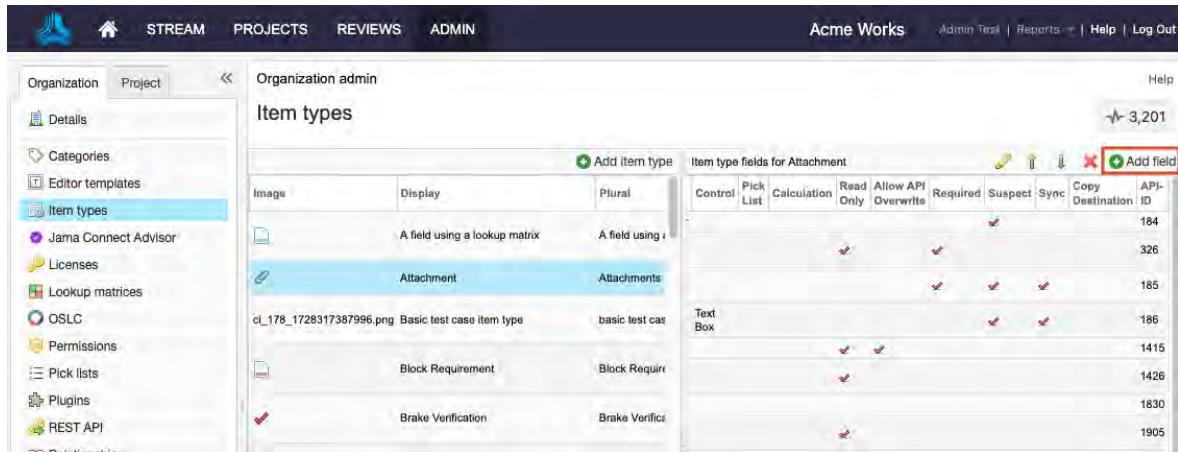 STREAM PROJECTS REVIEWS ADMIN Acme Works Admin Test | Reports | Help | Log Out
Organization Project
Organization admin Help
Details
Item types 3,201
Categories
Add item type Item type fields for Attachment Add field
Editor templates
Image Display Plural Control Pick List Calculation Read Only Allow API Overwrite Required Suspect Sync Copy Destination API-ID
Item types
A field using a lookup matrix A field using 184
Jama Connect Advisor
326
Licenses
Attachment Attachments 185
Lookup matrices
OSLC
ci_178_1728317387996.png Basic test case item type basic test cas Text Box 186
Permissions
1415
Pick lists
Block Requirement Block Require 1426
Plugins
1830
REST API
Brake Verification Brake Verifica 1905